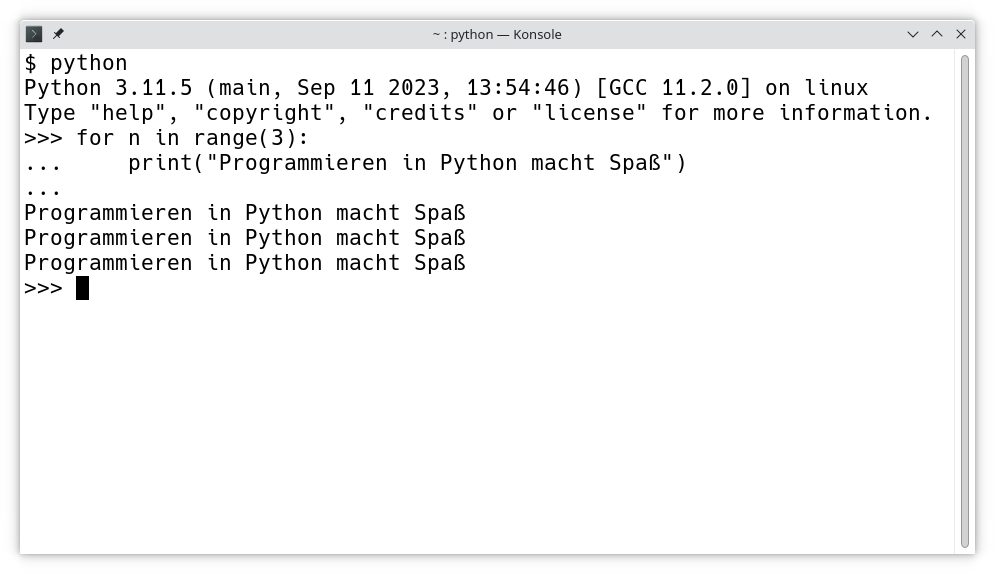 ~ : python — Konsole
$ python
Python 3.11.5 (main, Sep 11 2023, 13:54:46) [GCC 11.2.0] on linux
Type "help", "copyright", "credits" or "license" for more information.
>>> for n in range(3):
...     print("Programmieren in Python macht Spaß")
...
Programmieren in Python macht Spaß
Programmieren in Python macht Spaß
Programmieren in Python macht Spaß
>>>